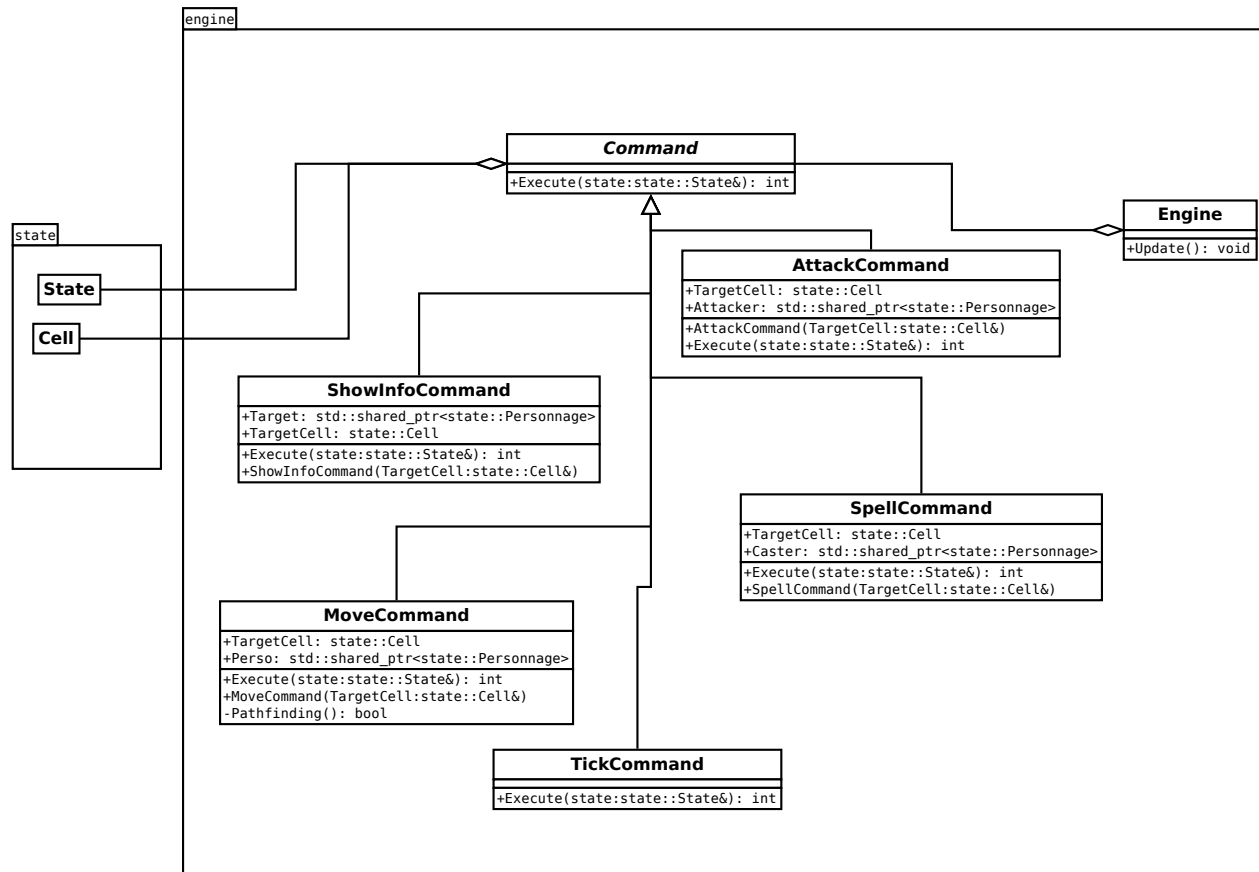 engine
Command
+Execute(state:state::State&): int
Engine
+Update(): void
state
State
Cell
AttackCommand
+TargetCell: state::Cell
+Attacker: std::shared_ptr<state::Personnage>
+AttackCommand(TargetCell:state::Cell&)
+Execute(state:state::State&): int
ShowInfoCommand
+Target: std::shared_ptr<state::Personnage>
+TargetCell: state::Cell
+Execute(state:state::State&): int
+ShowInfoCommand(TargetCell:state::Cell&)
SpellCommand
+TargetCell: state::Cell
+Caster: std::shared_ptr<state::Personnage>
+Execute(state:state::State&): int
+SpellCommand(TargetCell:state::Cell&)
MoveCommand
+TargetCell: state::Cell
+Perso: std::shared_ptr<state::Personnage>
+Execute(state:state::State&): int
+MoveCommand(TargetCell:state::Cell&)
-Pathfinding(): bool
TickCommand
+Execute(state:state::State&): int